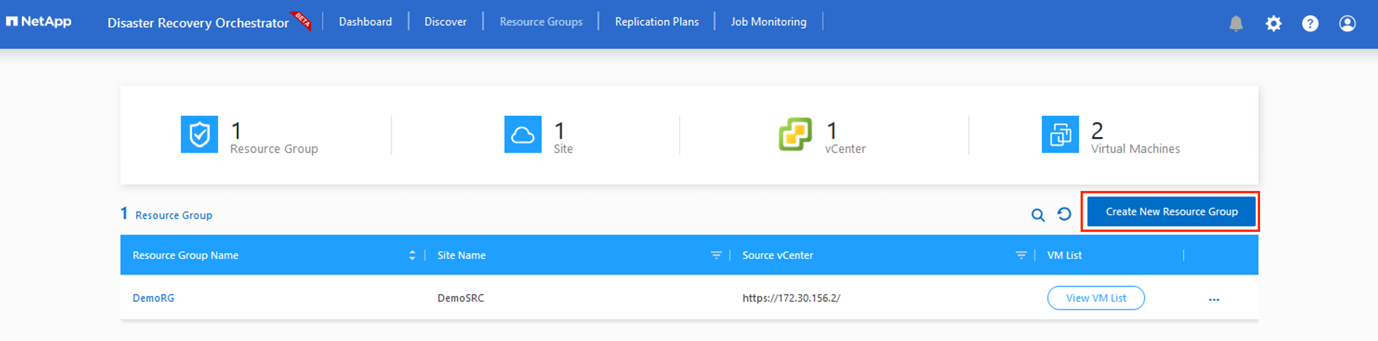 NetApp Disaster Recovery Orchestrator BETA Dashboard Discover Resource Groups Replication Plans Job Monitoring
1 Resource Group
1 Site
1 vCenter
2 Virtual Machines
1 Resource Group
Create New Resource Group
Resource Group Name Site Name Source vCenter VM List
DemoRG DemoSRC https://172.30.156.2/ View VM List ...